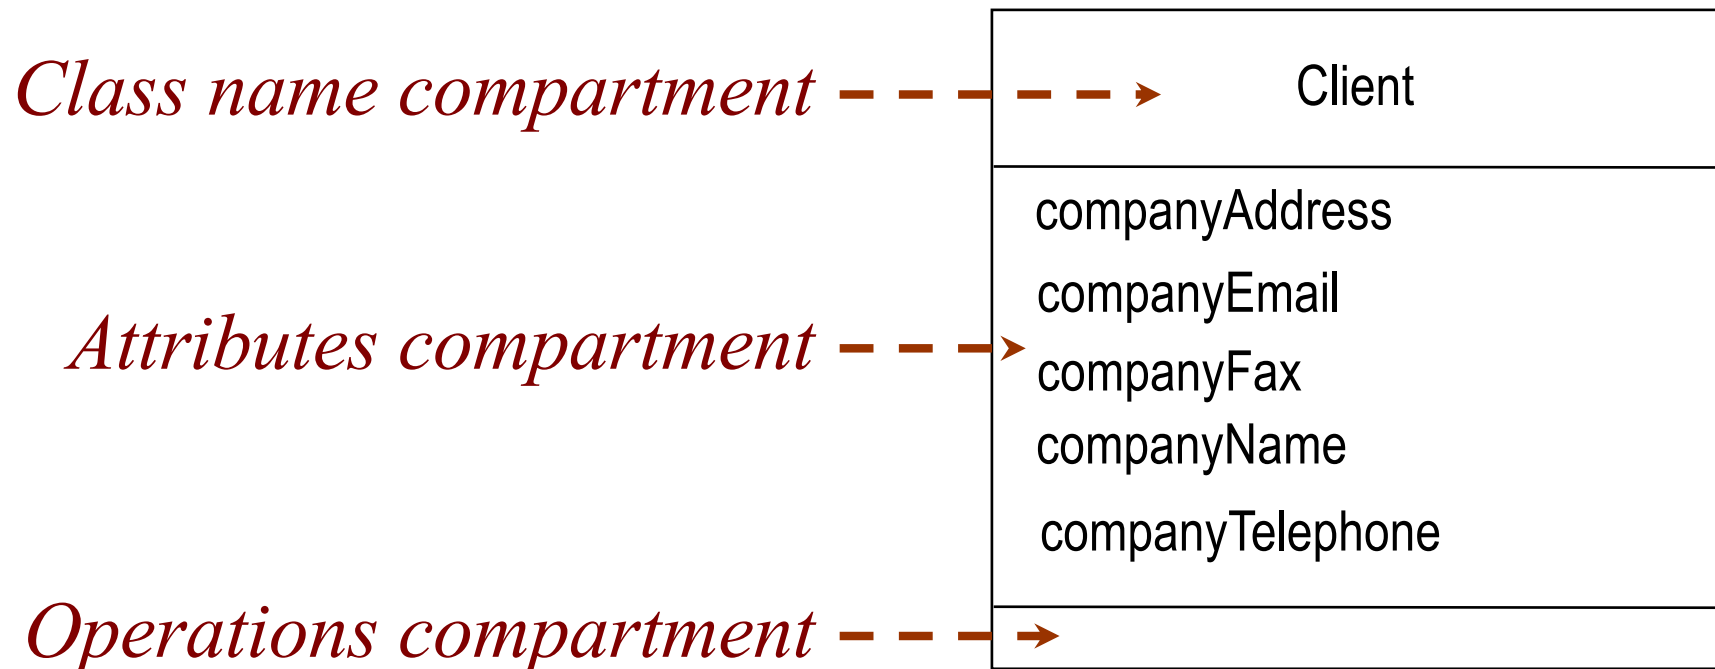 Class name compartment
Client
companyAddress
companyEmail
Attributes compartment
companyFax
companyName
companyTelephone
Operations compartment